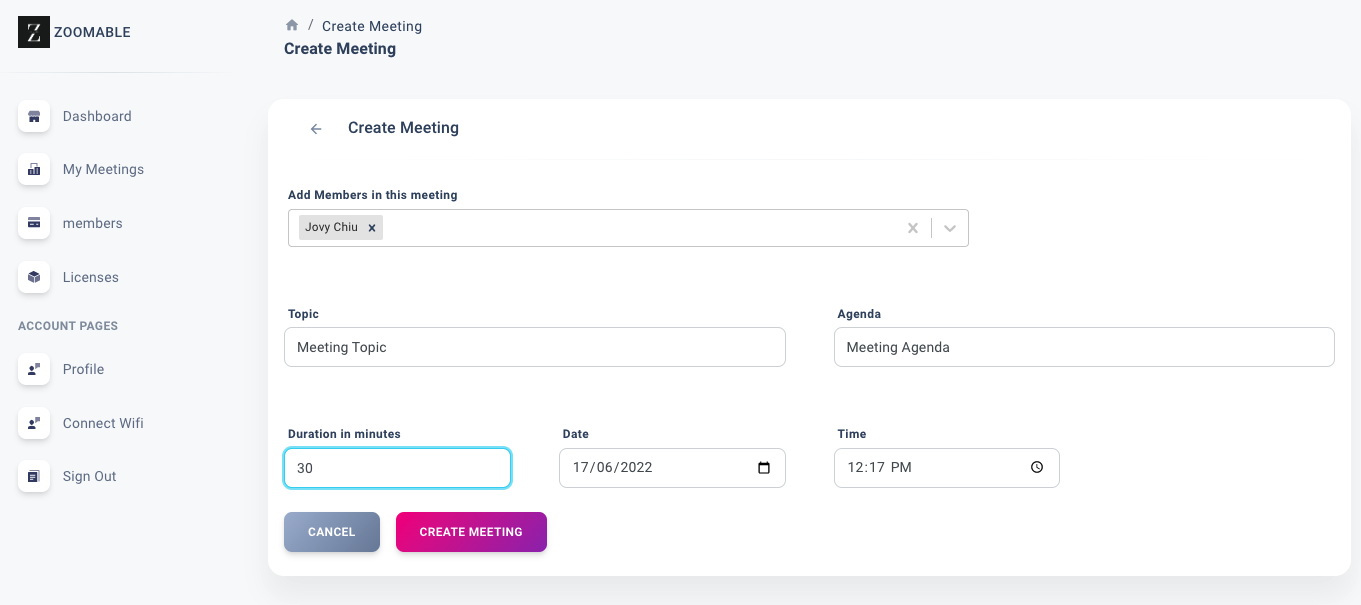 Z ZOOMABLE
Dashboard
My Meetings
members
Licenses
ACCOUNT PAGES
Profile
Connect Wifi
Sign Out
/ Create Meeting
Create Meeting
Create Meeting
Add Members in this meeting
Jovy Chiu
Topic Agenda
Meeting Topic Meeting Agenda
Duration in minutes Date Time
30 17/06/2022 12:17 PM
CANCEL CREATE MEETING